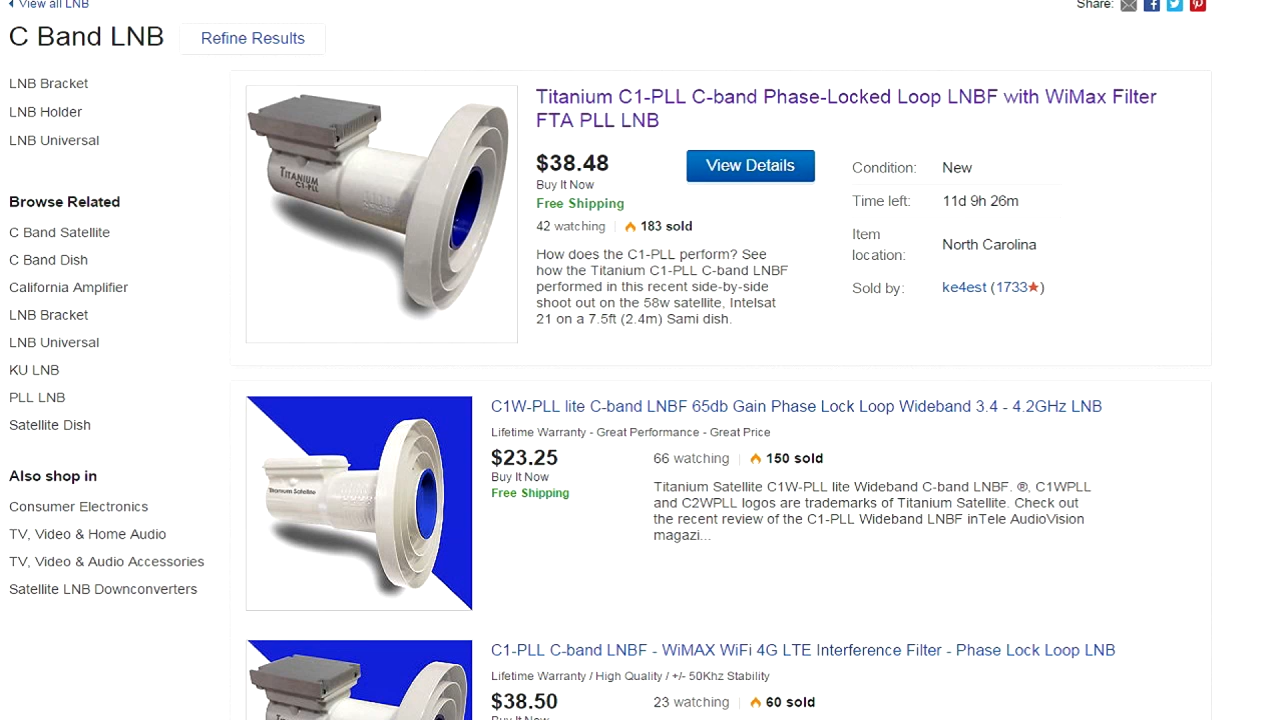 View all LNB
Share:
C Band LNB
Refine Results
LNB Bracket
LNB Holder
LNB Universal
Browse Related
C Band Satellite
C Band Dish
California Amplifier
LNB Bracket
LNB Universal
KU LNB
PLL LNB
Satellite Dish
Also shop in
Consumer Electronics
TV, Video & Home Audio
TV, Video & Audio Accessories
Satellite LNB Downconverters
TITANIUM
C1-PLL
Titanium C1-PLL C-band Phase-Locked Loop LNBF with WiMax Filter
FTA PLL LNB
$38.48
Buy It Now
Free Shipping
42 watching
183 sold
View Details
How does the C1-PLL perform? See
how the Titanium C1-PLL C-band LNBF
performed in this recent side-by-side
shoot out on the 58w satellite, Intelsat
21 on a 7.5ft (2.4m) Sami dish.
Condition: New
Time left: 11d 9h 26m
Item
location: North Carolina
Sold by: ke4est (1733★)
Titanium Satellite
C1W-PLL lite C-band LNBF 65db Gain Phase Lock Loop Wideband 3.4 - 4.2GHz LNB
Lifetime Warranty - Great Performance - Great Price
$23.25
Buy It Now
Free Shipping
66 watching
150 sold
Titanium Satellite C1W-PLL lite Wideband C-band LNBF. ®, C1WPLL
and C2WPLL logos are trademarks of Titanium Satellite. Check out
the recent review of the C1-PLL Wideband LNBF inTele AudioVision
magazi...
C1-PLL C-band LNBF - WiMAX WiFi 4G LTE Interference Filter - Phase Lock Loop LNB
Lifetime Warranty / High Quality / +/- 50Khz Stability
$38.50
23 watching
60 sold
Buy It Now